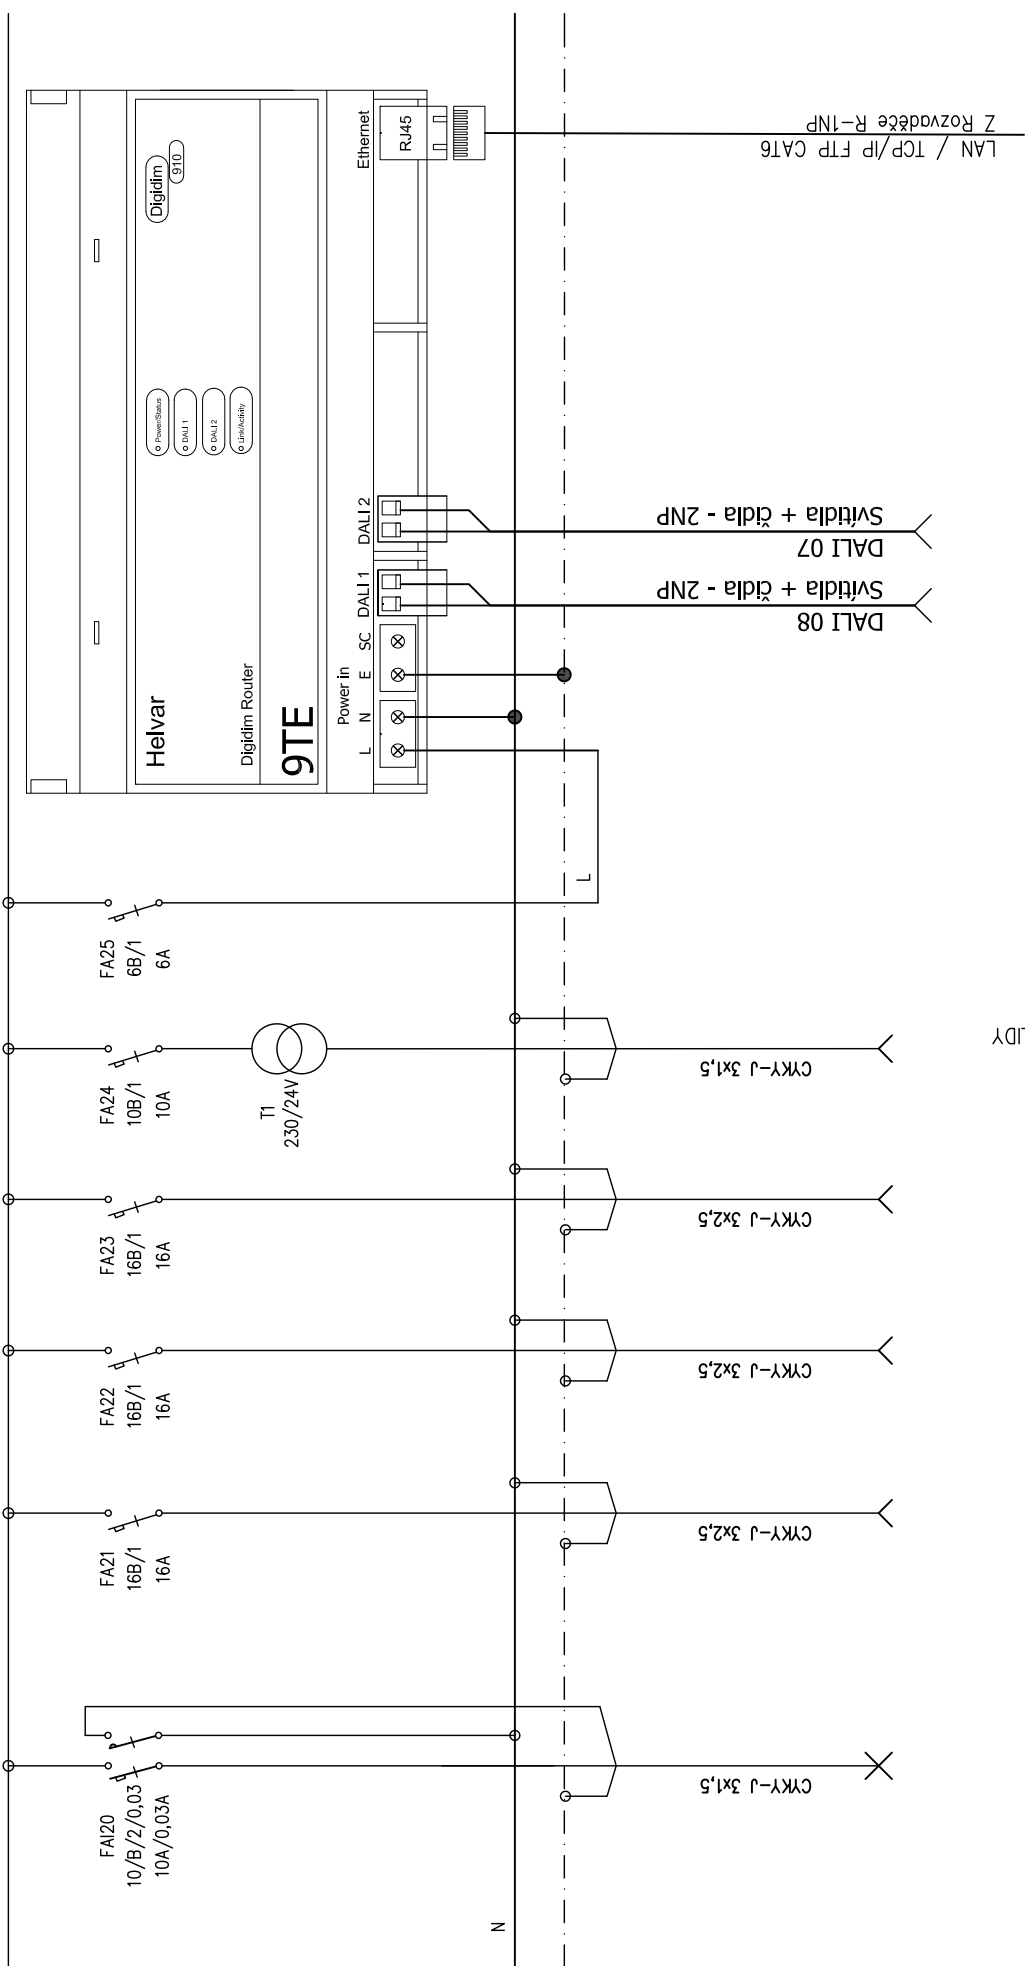 FAI20
10/B/2/0,03
10A/0,03A
CYKY-J 3x1,5
N
FA21
16B/1
16A
CYKY-J 3x2,5
FA22
16B/1
16A
CYKY-J 3x2,5
FA23
16B/1
16A
CYKY-J 3x2,5
FA24
10B/1
10A
T1
230/24V
CYKY-J 3x1,5
FA25
6B/1
6A
L
Helvar
Digidim Router
9TE
Digidim
910
Power/Status
DALI 1
DALI 2
Link/Activity
Power in
L
N
E
SC
DALI 1
DALI 2
Ethernet
RJ45
DALI 08
Svítidla + čidla - 2NP
DALI 07
Svítidla + čidla - 2NP
LAN / TCP/IP FTP CAT6
Z Rozvaděče R-1NP